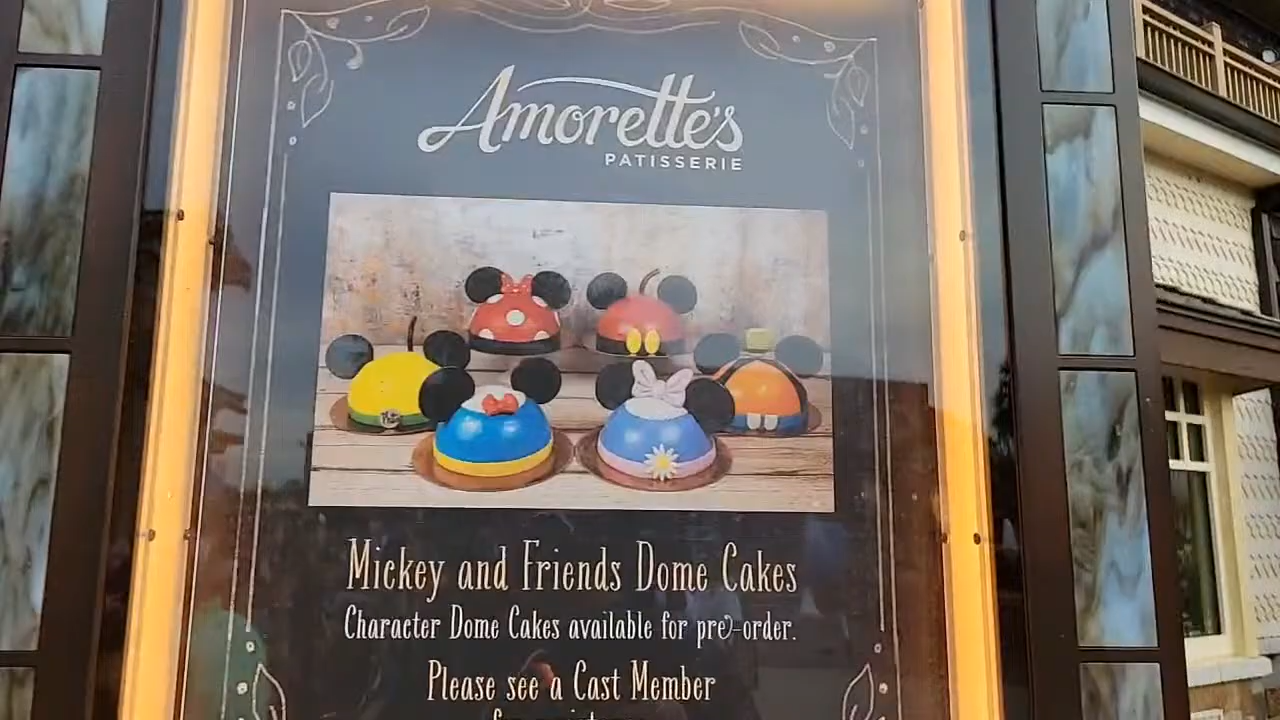 Amorette's
PATISSERIE
Mickey and Friends Dome Cakes
Character Dome Cakes available for pre-order.
Please see a Cast Member